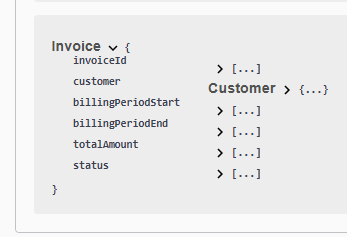 Invoice {
invoiceId [...]
customer Customer {...}
billingPeriodStart [...]
billingPeriodEnd [...]
totalAmount [...]
status [...]
}